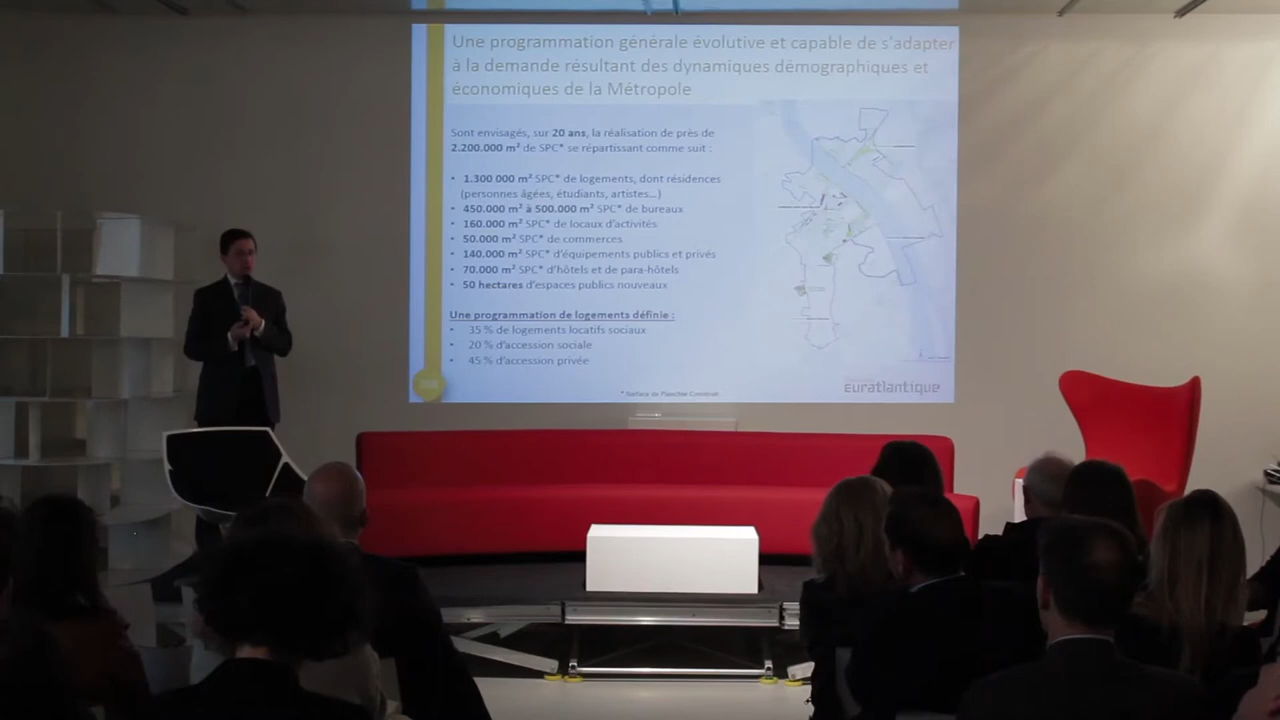 Une programmation générale évolutive et capable de s'adapter
à la demande résultant des dynamiques démographiques et
économiques de la Métropole
Sont envisagés, sur 20 ans, la réalisation de près de
2.200.000 m² de SPC* se répartissant comme suit :
• 1.300 000 m² SPC* de logements, dont résidences
(personnes âgées, étudiants, artistes...)
• 450.000 m² à 500.000 m² SPC* de bureaux
• 160.000 m² SPC* de locaux d'activités
• 50.000 m² SPC* de commerces
• 140.000 m² SPC* d'équipements publics et privés
• 70.000 m² SPC* d'hôtels et de para-hôtels
• 50 hectares d'espaces publics nouveaux
Une programmation de logements définie :
• 35 % de logements locatifs sociaux
• 20 % d'accession sociale
• 45 % d'accession privée
* Surface de Plancher Construit
Euratlantique